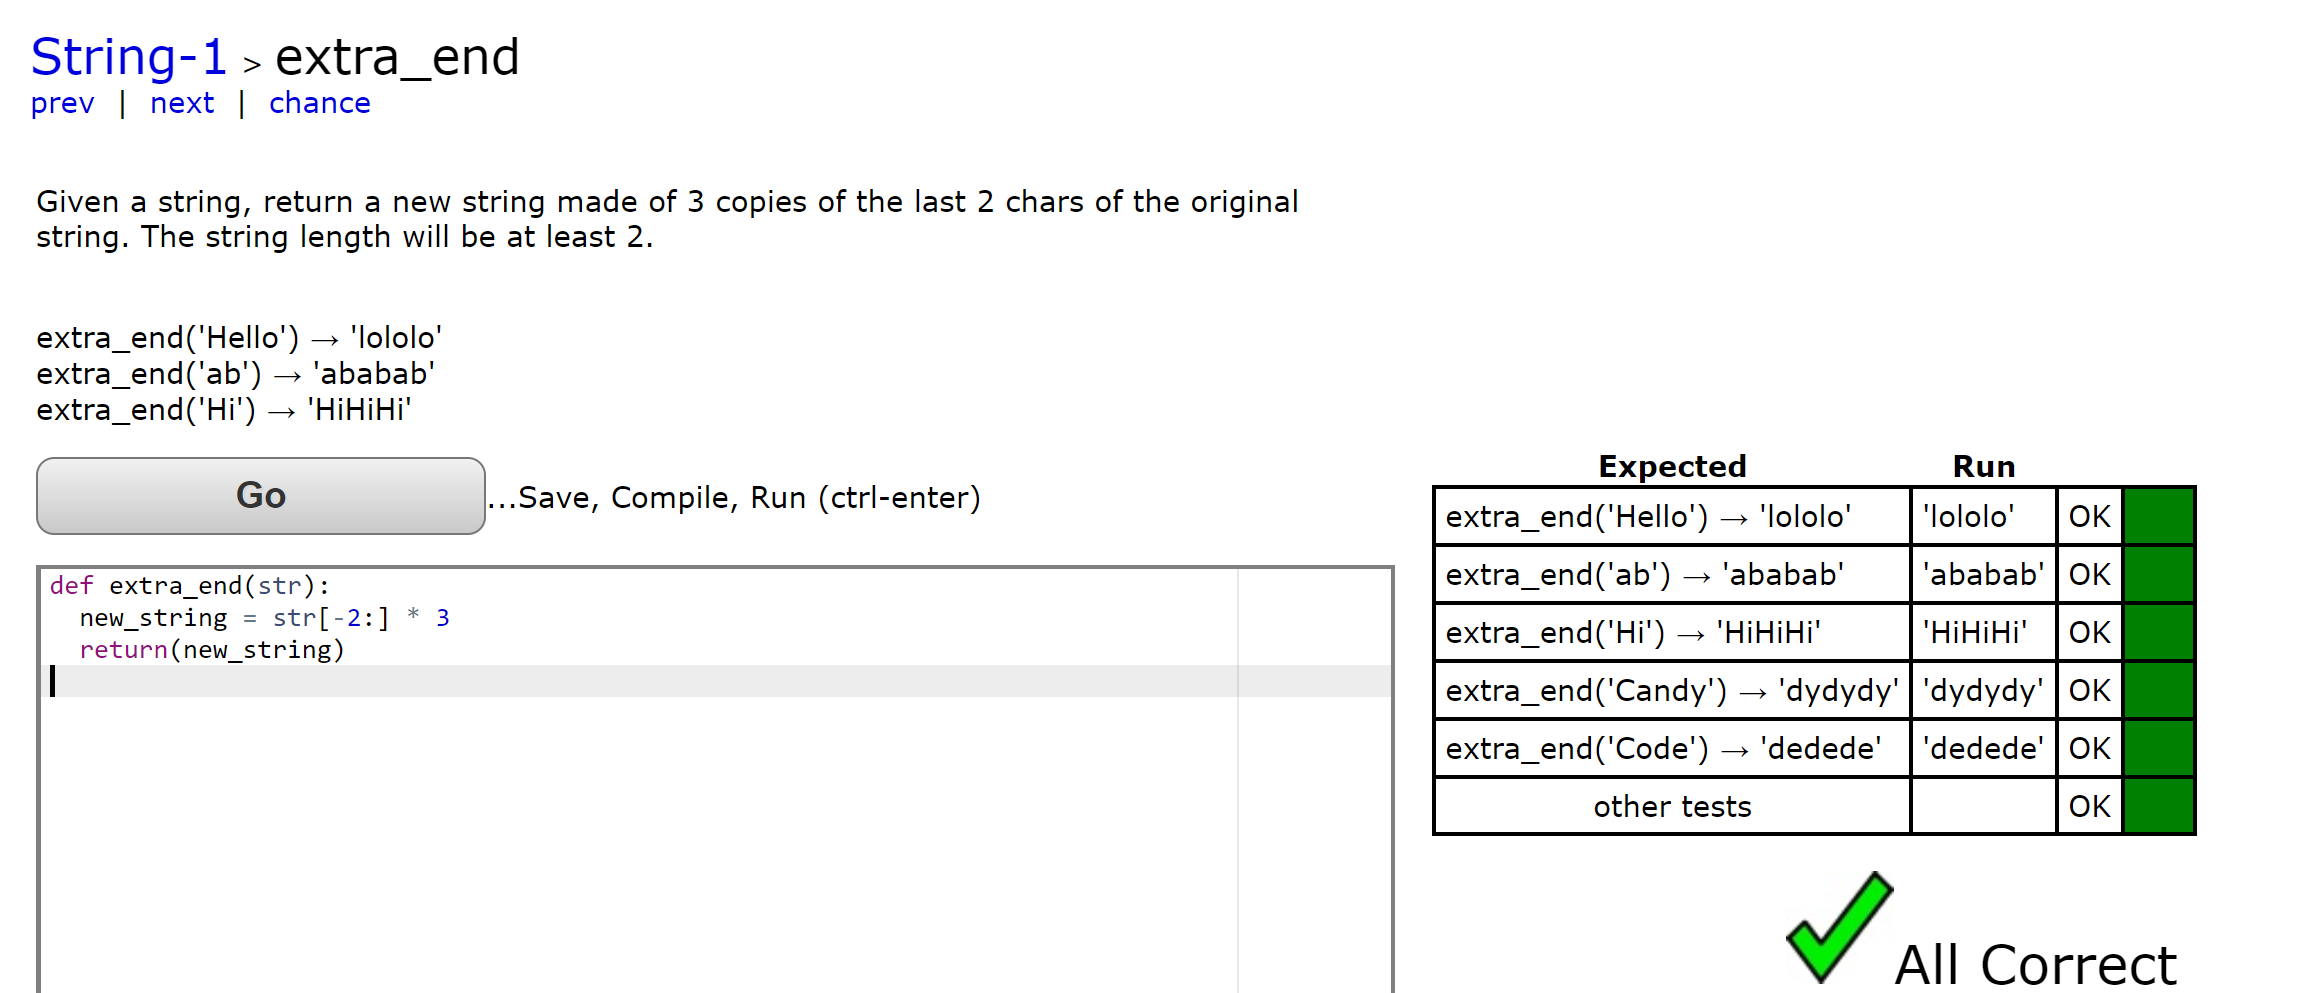 String-1 > extra_end
prev | next | chance
Given a string, return a new string made of 3 copies of the last 2 chars of the original
string. The string length will be at least 2.
extra_end('Hello') → 'lololo'
extra_end('ab') → 'ababab'
extra_end('Hi') → 'HiHiHi'
Go ...Save, Compile, Run (ctrl-enter)
def extra_end(str):
  new_string = str[-2:] * 3
  return(new_string)
Expected Run
extra_end('Hello') → 'lololo' 'lololo' OK
extra_end('ab') → 'ababab' 'ababab' OK
extra_end('Hi') → 'HiHiHi' 'HiHiHi' OK
extra_end('Candy') → 'dydydy' 'dydydy' OK
extra_end('Code') → 'dedede' 'dedede' OK
other tests OK
All Correct